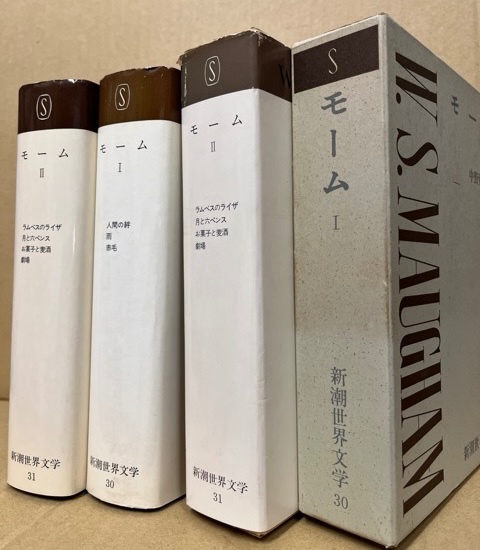 S
モーム
II
ラムベスのライザ
月と六ペンス
お菓子と麦酒
劇場
新潮世界文学
31
S
モーム
I
人間の絆
雨
赤毛
新潮世界文学
30
S
モーム
II
ラムベスのライザ
月と六ペンス
お菓子と麦酒
劇場
新潮世界文学
31
S
モーム
I
新潮世界文学
30
W. S. MAUGHAM
モー
新潮